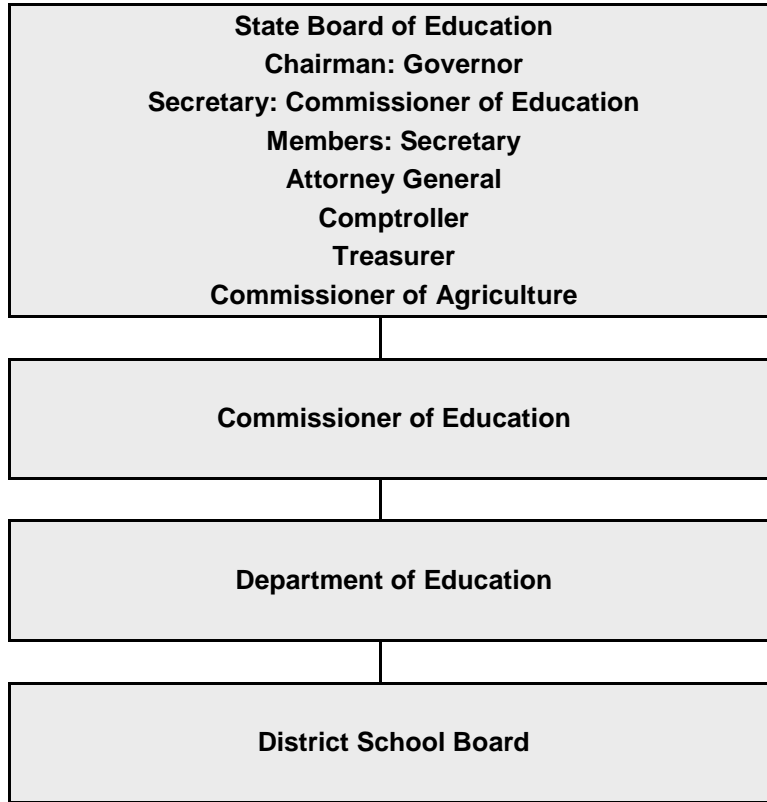 State Board of Education
Chairman: Governor
Secretary: Commissioner of Education
Members: Secretary
Attorney General
Comptroller
Treasurer
Commissioner of Agriculture
Commissioner of Education
Department of Education
District School Board